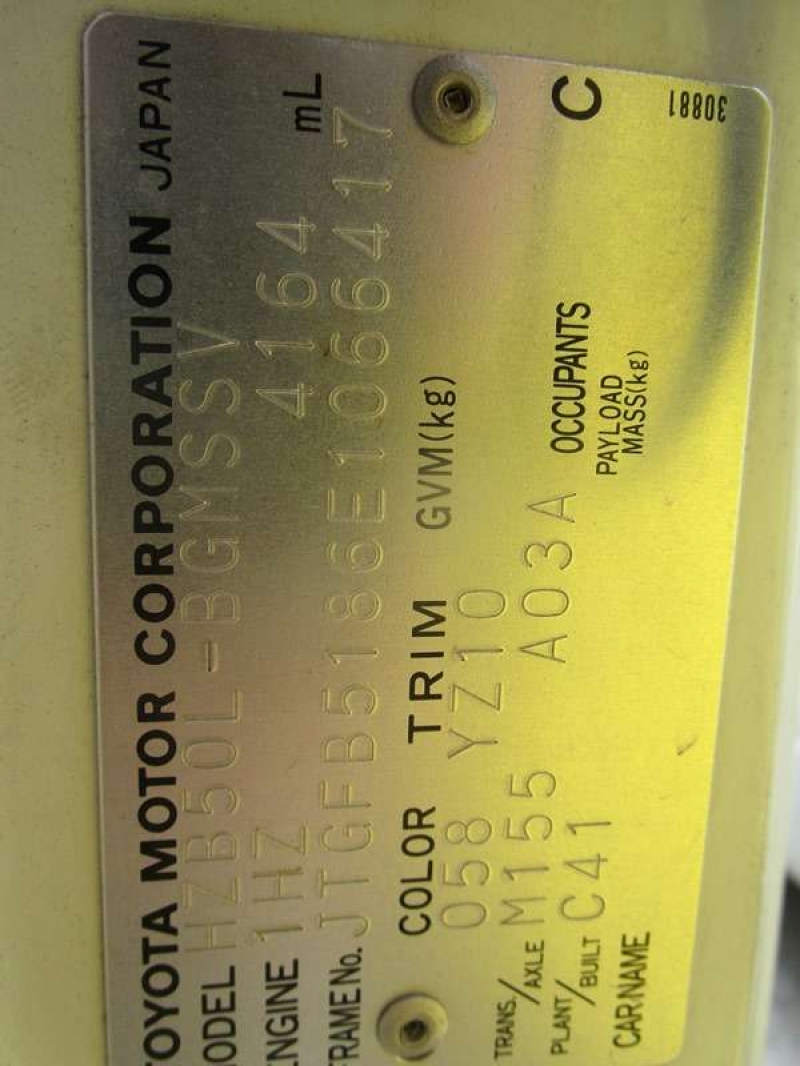 TOYOTA MOTOR CORPORATION JAPAN
MODEL HZB50L-BGMSSV
ENGINE 1HZ 4164 mL
FRAME No. JTGFB5186E1066417
COLOR TRIM GVM(kg)
058 YZ10
TRANS./AXLE M155 A03A
PLANT/BUILT C41
OCCUPANTS C
PAYLOAD MASS(kg)
CAR NAME
30881